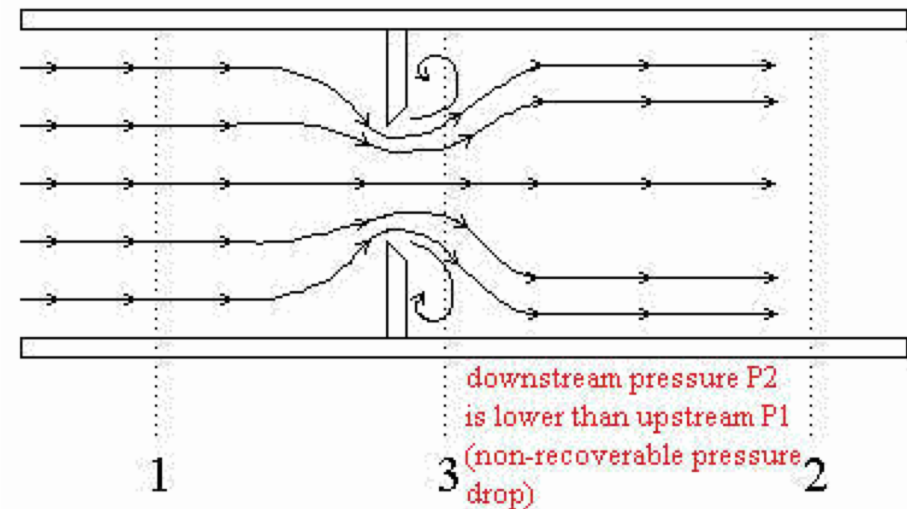 downstream pressure P2
is lower than upstream P1
(non-recoverable pressure
drop)
1 3 2